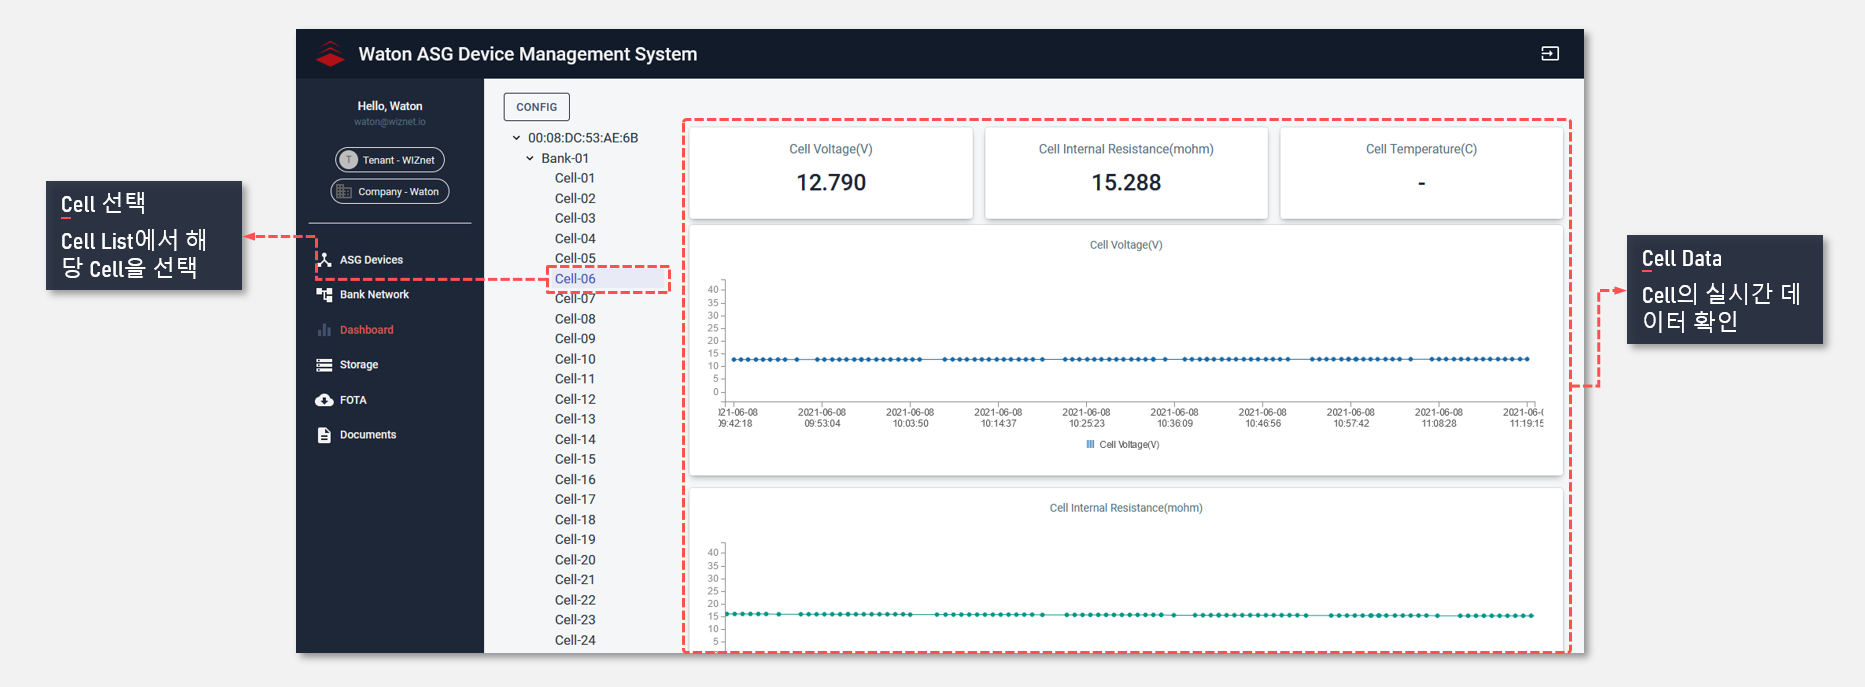 Waton ASG Device Management System
Hello, Waton
waton@wiznet.io
T Tenant - WIZnet
Company - Waton
ASG Devices
Bank Network
Dashboard
Storage
FOTA
Documents
Cell 선택
Cell List에서 해
당 Cell을 선택
CONFIG
00:08:DC:53:AE:6B
Bank-01
Cell-01
Cell-02
Cell-03
Cell-04
Cell-05
Cell-06
Cell-07
Cell-08
Cell-09
Cell-10
Cell-11
Cell-12
Cell-13
Cell-14
Cell-15
Cell-16
Cell-17
Cell-18
Cell-19
Cell-20
Cell-21
Cell-22
Cell-23
Cell-24
Cell Voltage(V)
12.790
Cell Internal Resistance(mohm)
15.288
Cell Temperature(C)
-
Cell Voltage(V)
40
35
30
25
20
15
10
5
0
21-06-08 2021-06-08 2021-06-08 2021-06-08 2021-06-08 2021-06-08 2021-06-08 2021-06-08 2021-06-08 2021-06-
09:42:18 09:53:04 10:03:50 10:14:37 10:25:23 10:36:09 10:46:56 10:57:42 11:08:28 11:19:15
Cell Voltage(V)
Cell Internal Resistance(mohm)
40
35
30
25
20
15
10
5
Cell Data
Cell의 실시간 데
이터 확인